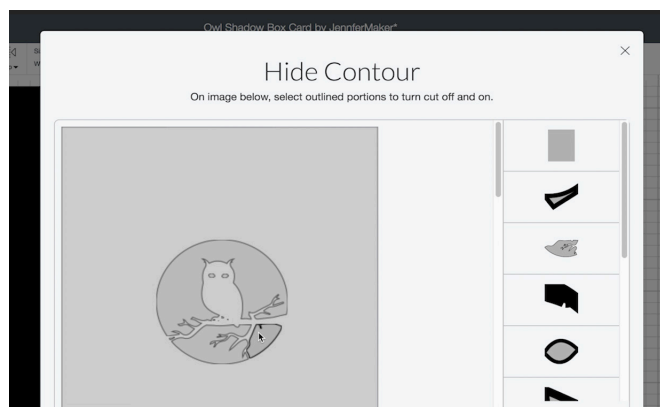 Owl Shadow Box Card by JennferMaker*
Hide Contour
On image below, select outlined portions to turn cut off and on.